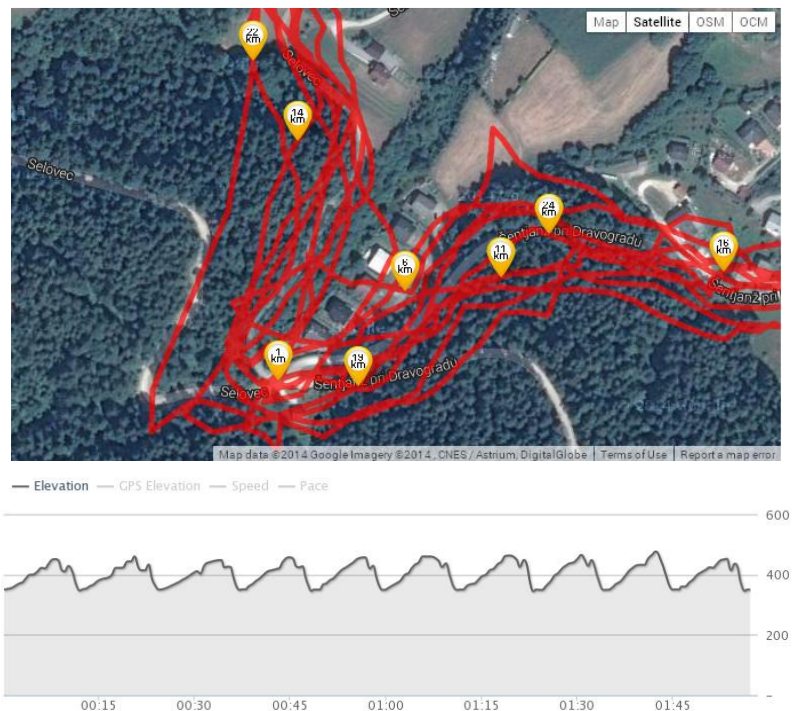 Map Satellite OSM OCM
22 km
Selovec
14 km
Selovec
24 km
Šentjanž pri Dravogradu
11 km
16 km
6 km
Šentjanž pri
1 km
19 km
Selovec
Šentjanž pri Dravogradu
Map data ©2014 Google Imagery ©2014 , CNES / Astrium, DigitalGlobe Terms of Use Report a map error
Elevation GPS Elevation Speed Pace
600
400
200
00:15 00:30 00:45 01:00 01:15 01:30 01:45